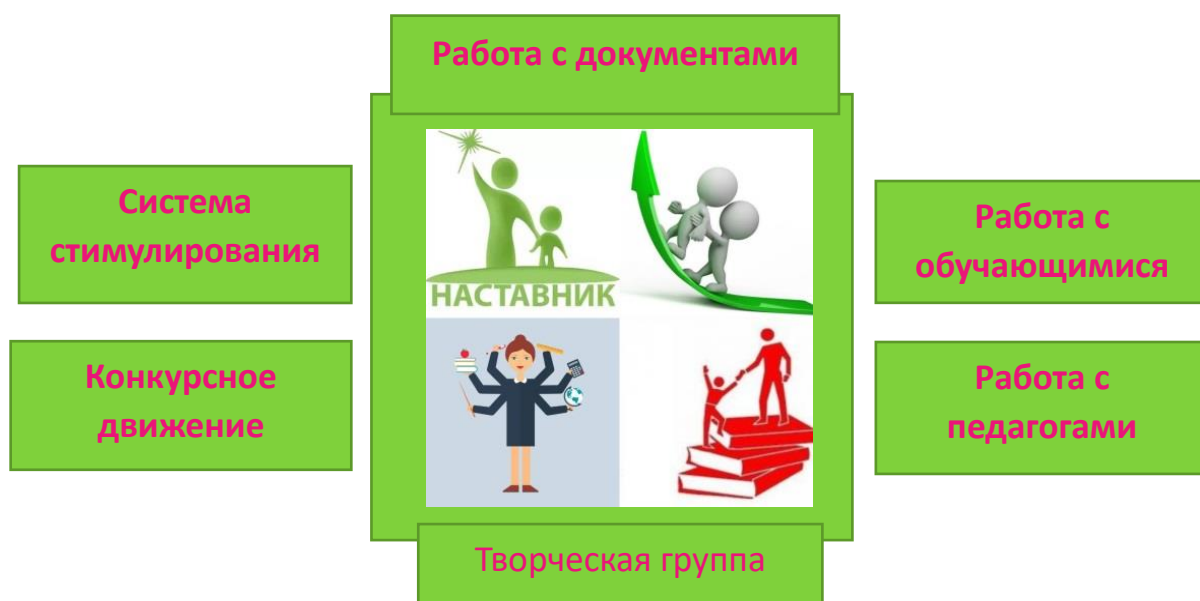 Работа с документами
Система
стимулирования
НАСТАВНИК
Работа с
обучающимися
Конкурсное
движение
Работа с
педагогами
Творческая группа